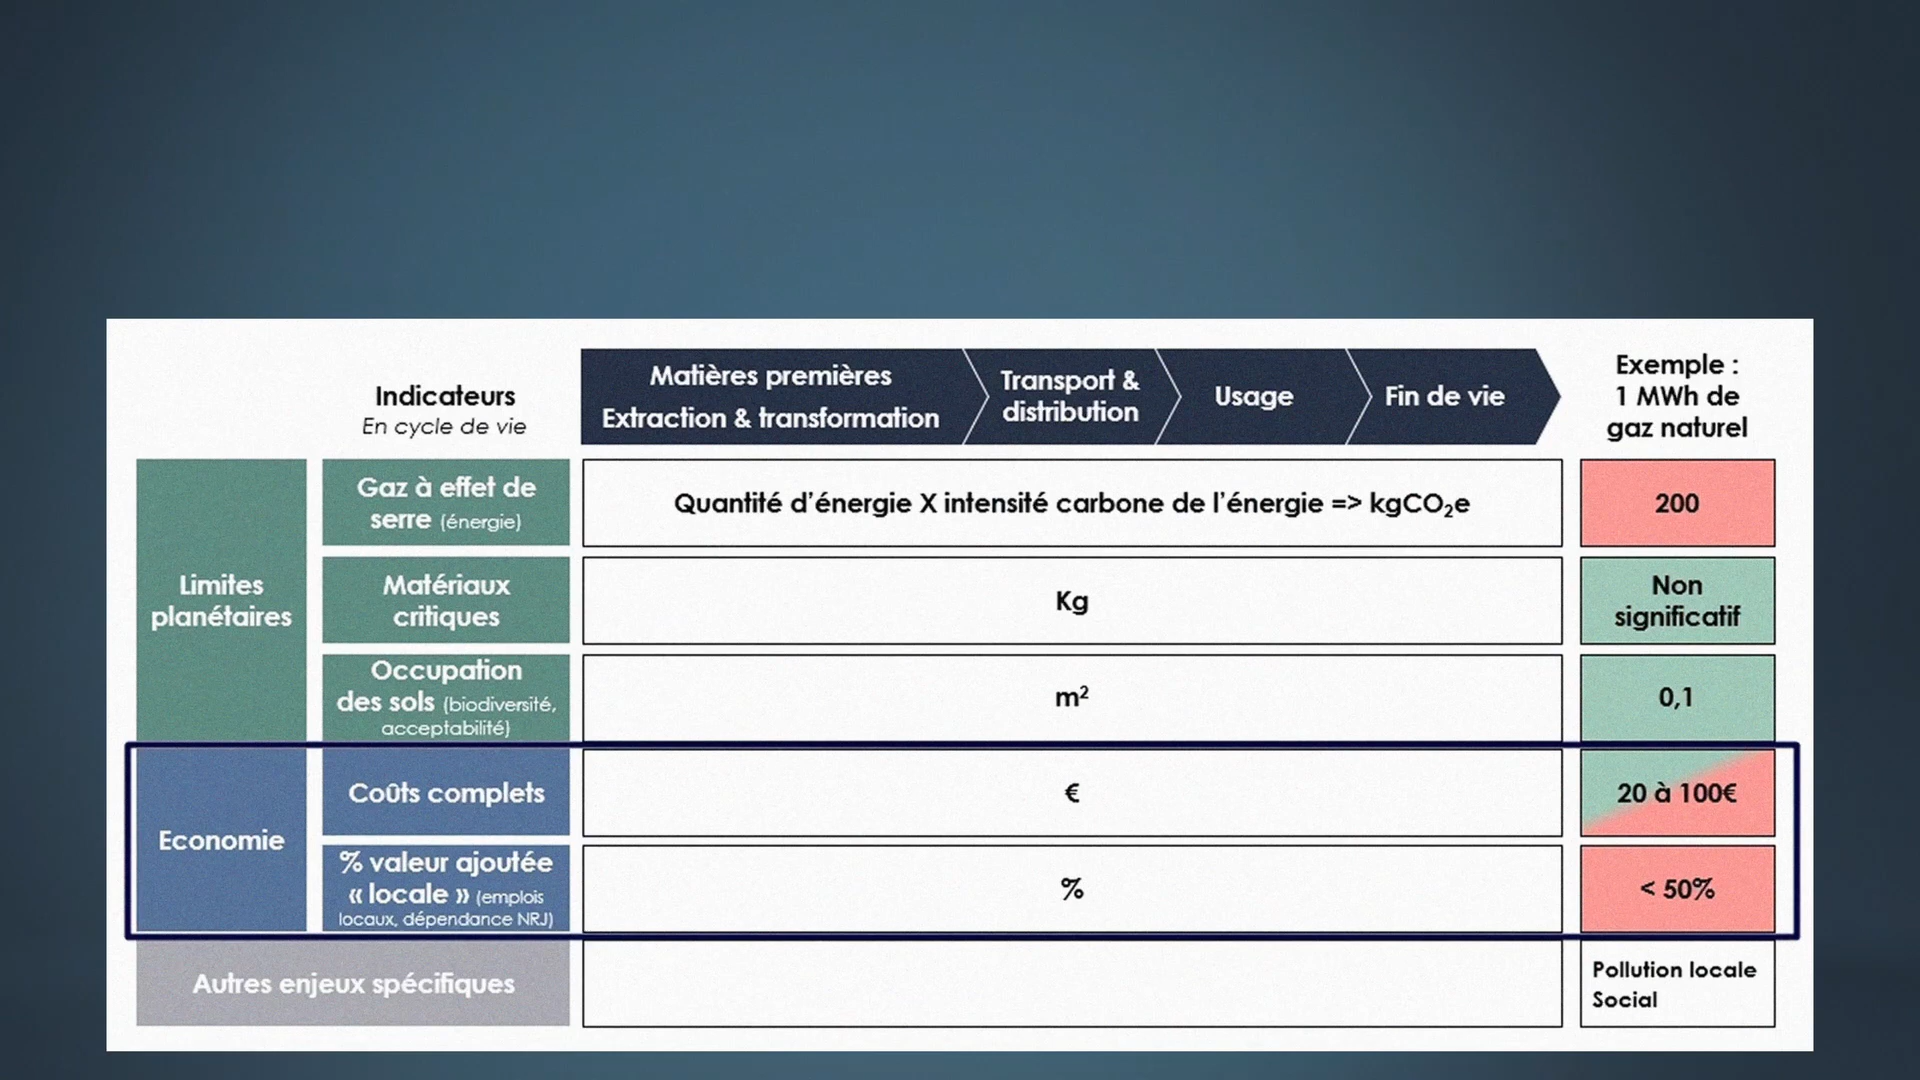 Indicateurs
En cycle de vie
Matières premières
Extraction & transformation
Transport &
distribution
Usage
Fin de vie
Exemple :
1 MWh de
gaz naturel
Limites
planétaires
Gaz à effet de
serre (énergie)
Quantité d’énergie X intensité carbone de l’énergie => kgCO₂e
200
Matériaux
critiques
Kg
Non
significatif
Occupation
des sols (biodiversité,
acceptabilité)
m²
0,1
Economie
Coûts complets
€
20 à 100€
% valeur ajoutée
« locale » (emplois
locaux, dépendance NRJ)
%
< 50%
Autres enjeux spécifiques
Pollution locale
Social